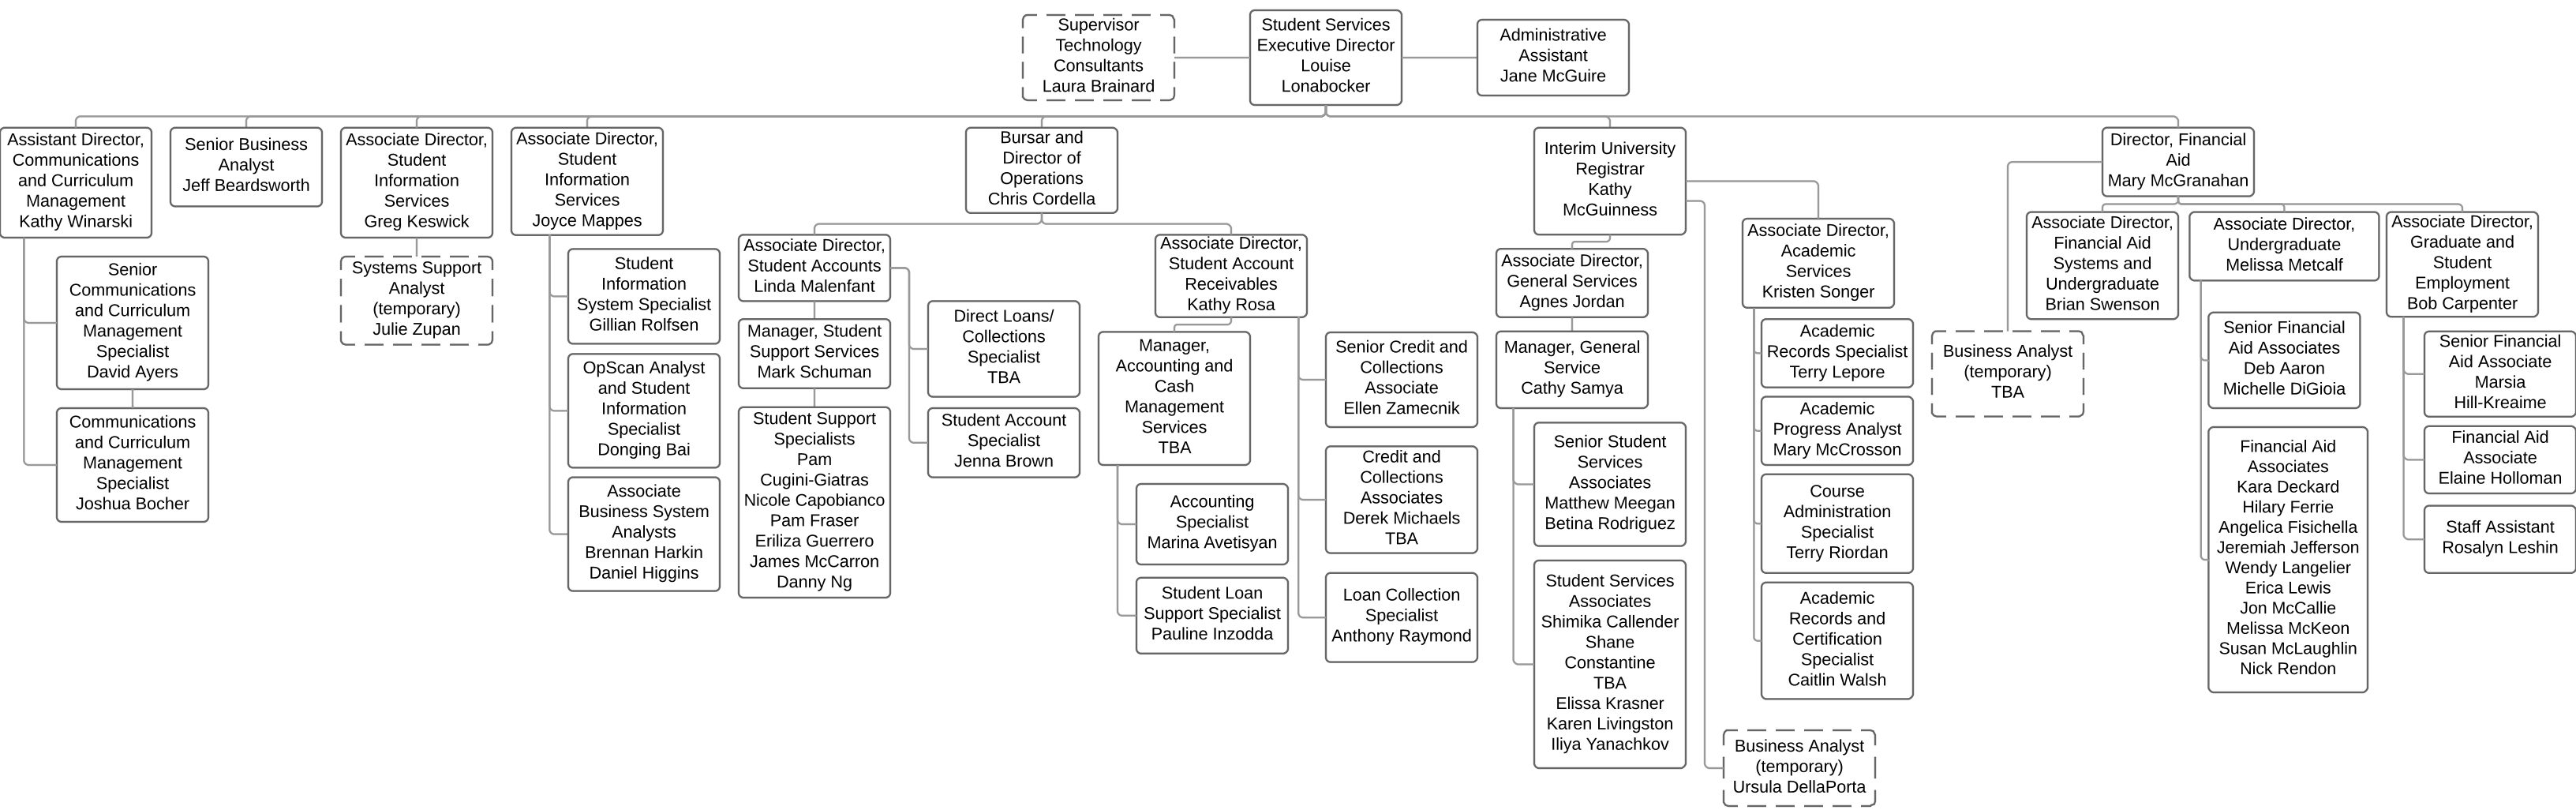 Supervisor
Technology
Consultants
Laura Brainard
Student Services
Executive Director
Louise
Lonabocker
Administrative
Assistant
Jane McGuire
Assistant Director,
Communications
and Curriculum
Management
Kathy Winarski
Senior
Communications
and Curriculum
Management
Specialist
David Ayers
Communications
and Curriculum
Management
Specialist
Joshua Bocher
Senior Business
Analyst
Jeff Beardsworth
Associate Director,
Student
Information
Services
Greg Keswick
Systems Support
Analyst
(temporary)
Julie Zupan
Associate Director,
Student
Information
Services
Joyce Mappes
Student
Information
System Specialist
Gillian Rolfsen
OpScan Analyst
and Student
Information
Specialist
Donging Bai
Associate
Business System
Analysts
Brennan Harkin
Daniel Higgins
Bursar and
Director of
Operations
Chris Cordella
Associate Director,
Student Accounts
Linda Malenfant
Manager, Student
Support Services
Mark Schuman
Student Support
Specialists
Pam
Cugini-Giatras
Nicole Capobianco
Pam Fraser
Eriliza Guerrero
James McCarron
Danny Ng
Direct Loans/
Collections
Specialist
TBA
Student Account
Specialist
Jenna Brown
Associate Director,
Student Account
Receivables
Kathy Rosa
Manager,
Accounting and
Cash
Management
Services
TBA
Accounting
Specialist
Marina Avetisyan
Student Loan
Support Specialist
Pauline Inzodda
Senior Credit and
Collections
Associate
Ellen Zamecnik
Credit and
Collections
Associates
Derek Michaels
TBA
Loan Collection
Specialist
Anthony Raymond
Interim University
Registrar
Kathy
McGuinness
Associate Director,
General Services
Agnes Jordan
Manager, General
Service
Cathy Samya
Senior Student
Services
Associates
Matthew Meegan
Betina Rodriguez
Student Services
Associates
Shimika Callender
Shane
Constantine
TBA
Elissa Krasner
Karen Livingston
Iliya Yanachkov
Associate Director,
Academic
Services
Kristen Songer
Academic
Records Specialist
Terry Lepore
Academic
Progress Analyst
Mary McCrosson
Course
Administration
Specialist
Terry Riordan
Academic
Records and
Certification
Specialist
Caitlin Walsh
Business Analyst
(temporary)
Ursula DellaPorta
Director, Financial
Aid
Mary McGranahan
Business Analyst
(temporary)
TBA
Associate Director,
Financial Aid
Systems and
Undergraduate
Brian Swenson
Associate Director,
Undergraduate
Melissa Metcalf
Senior Financial
Aid Associates
Deb Aaron
Michelle DiGioia
Financial Aid
Associates
Kara Deckard
Hilary Ferrie
Angelica Fisichella
Jeremiah Jefferson
Wendy Langelier
Erica Lewis
Jon McCallie
Melissa McKeon
Susan McLaughlin
Nick Rendon
Associate Director,
Graduate and
Student
Employment
Bob Carpenter
Senior Financial
Aid Associate
Marsia
Hill-Kreaime
Financial Aid
Associate
Elaine Holloman
Staff Assistant
Rosalyn Leshin